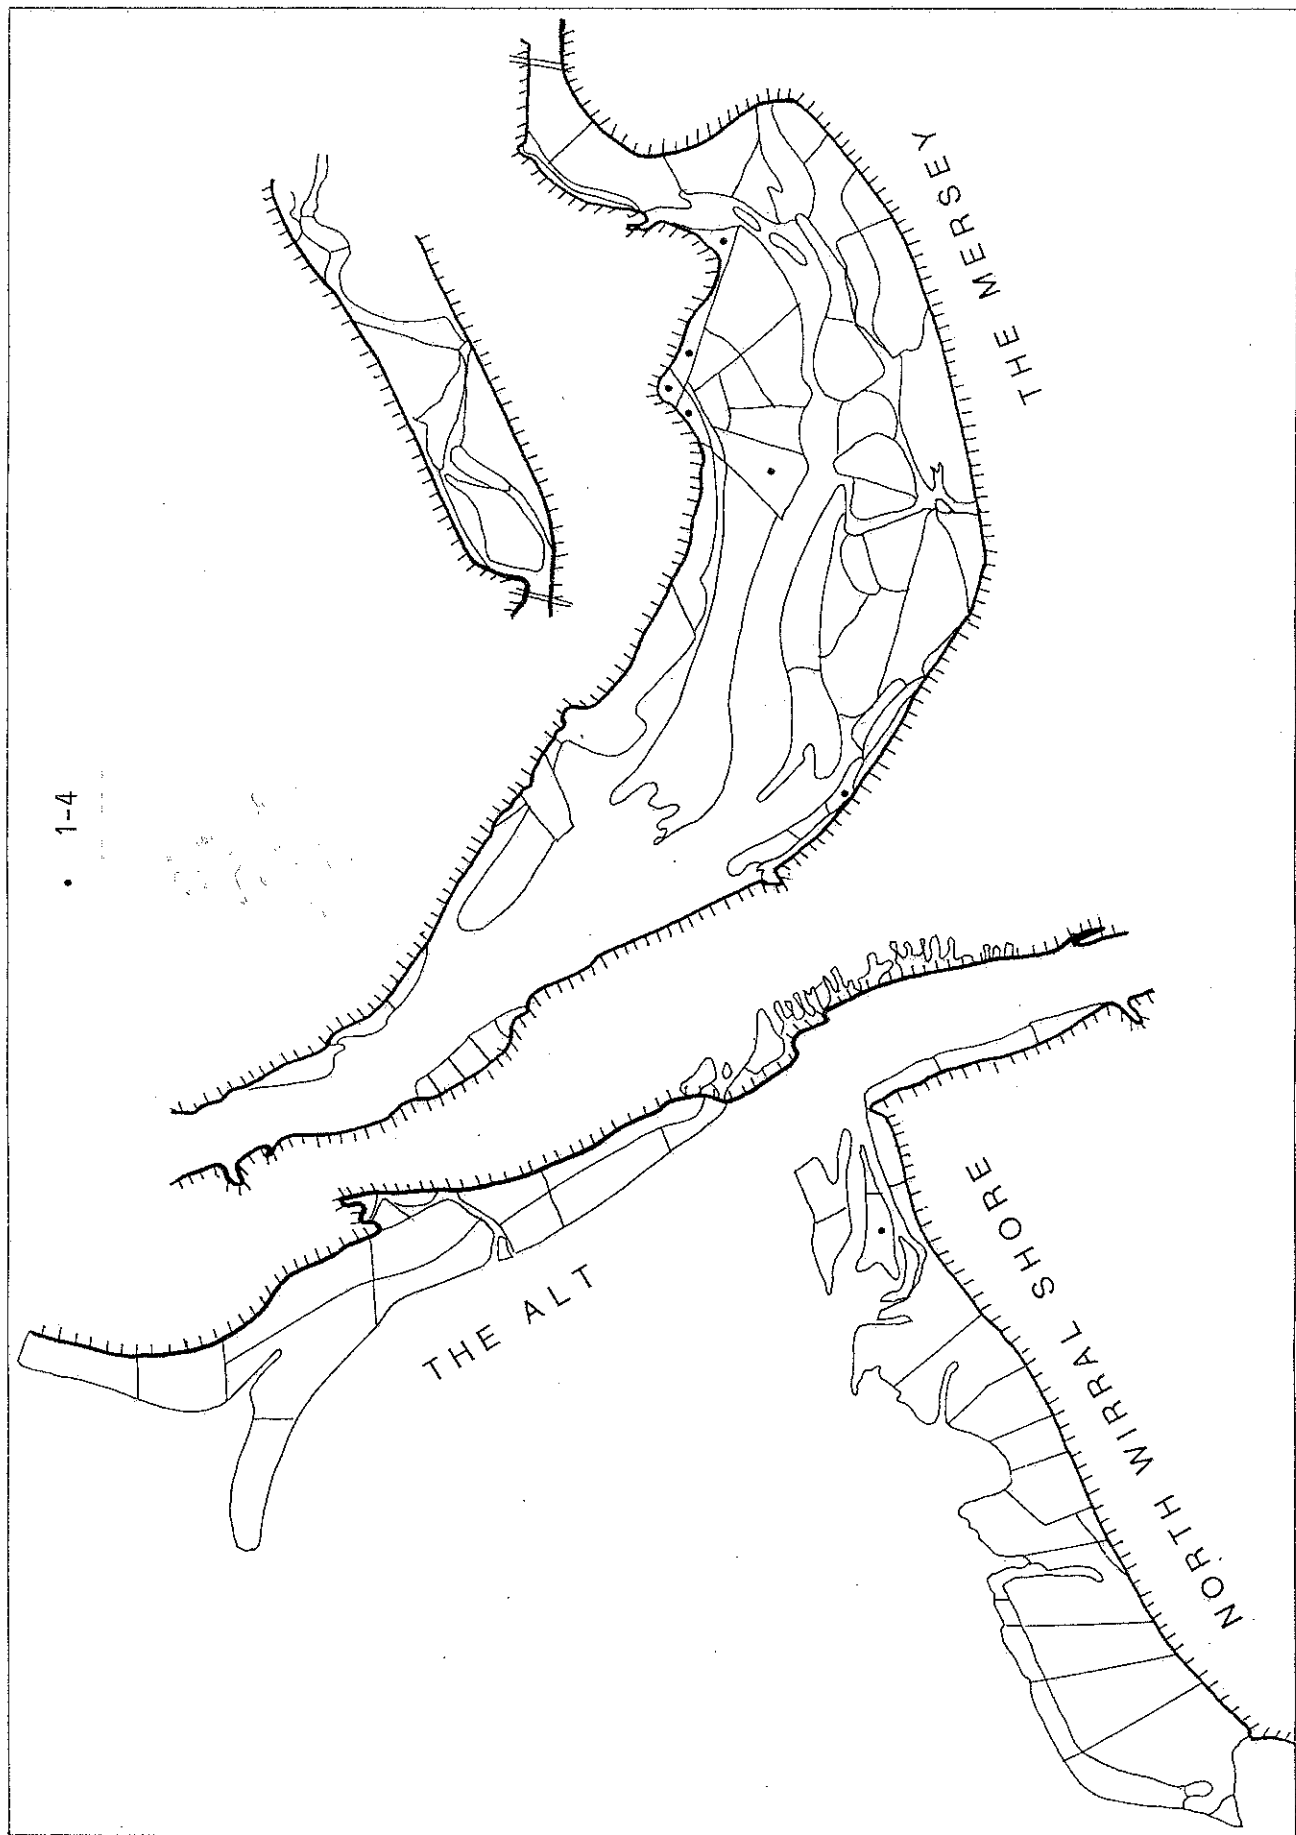 • 1-4
THE MERSEY
THE ALT
NORTH WIRRAL SHORE